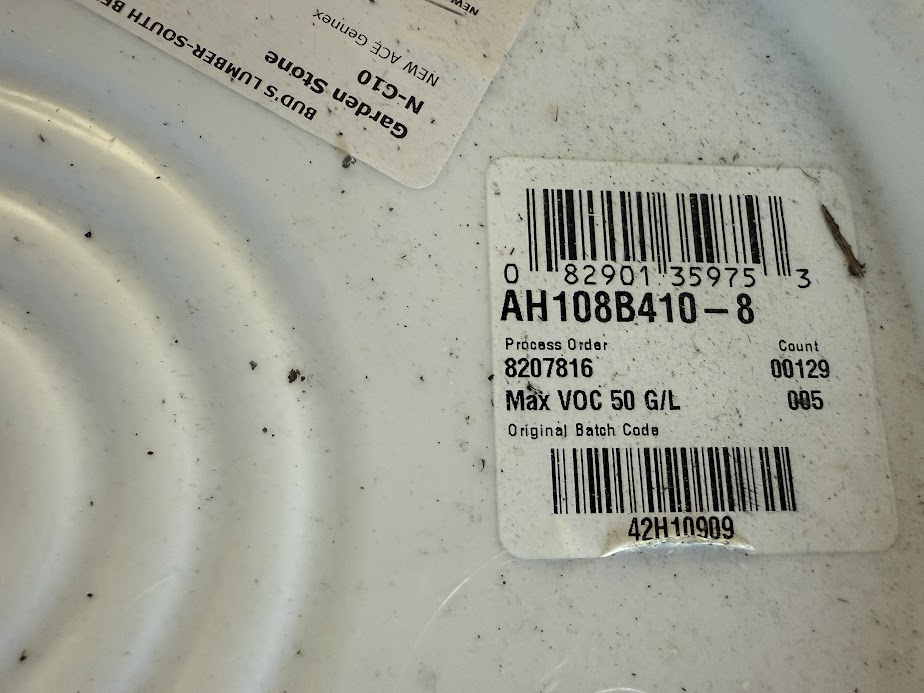 BUD'S LUMBER-SOUTH BE
Garden Stone
N-C10
NEW ACE Gennex
NEW
0 82901 35975 3
AH108B410-8
Process Order Count
8207816 00129
Max VOC 50 G/L 005
Original Batch Code
42H10909